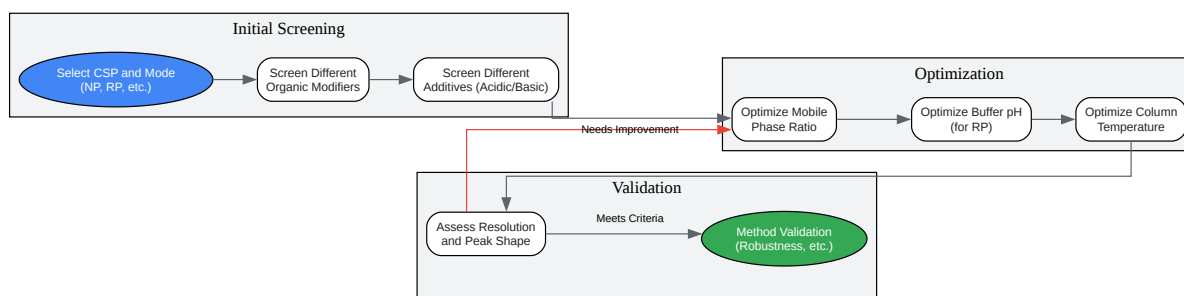 Initial Screening
Select CSP and Mode
(NP, RP, etc.)
Screen Different
Organic Modifiers
Screen Different
Additives (Acidic/Basic)
Optimization
Optimize Mobile
Phase Ratio
Optimize Buffer pH
(for RP)
Optimize Column
Temperature
Needs Improvement
Validation
Assess Resolution
and Peak Shape
Meets Criteria
Method Validation
(Robustness, etc.)